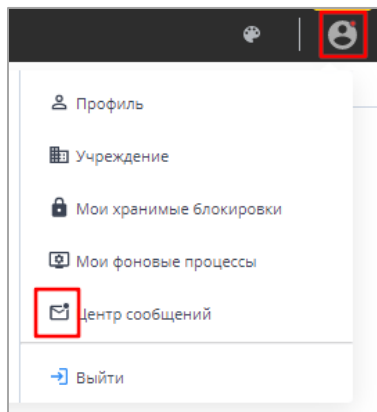 Профиль
Учреждение
Мои хранимые блокировки
Мои фоновые процессы
Центр сообщений
Выйти